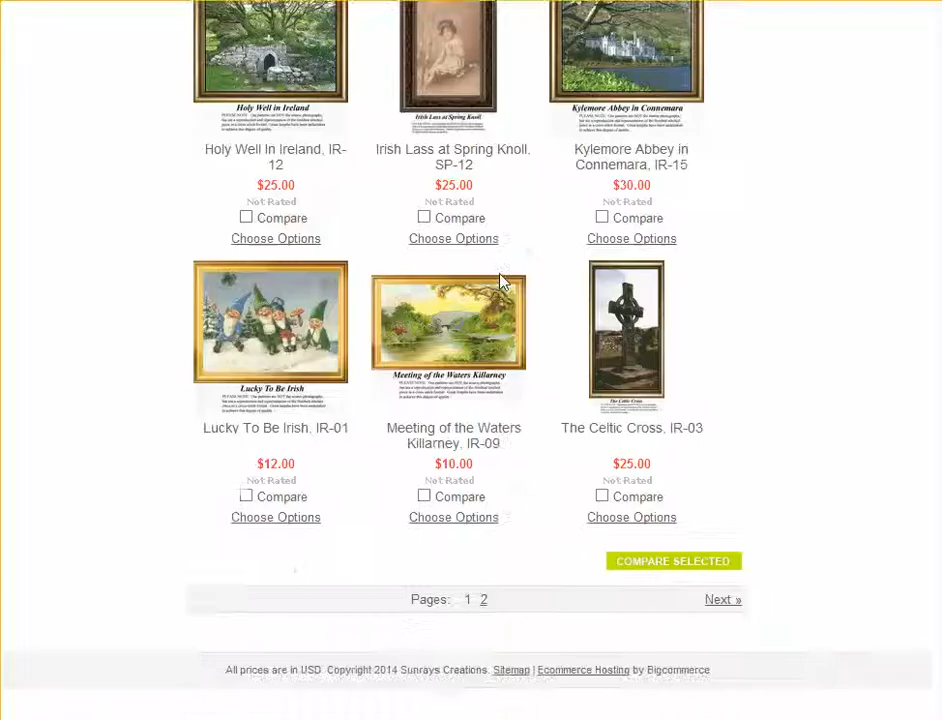 Holy Well in Ireland
Irish Lass at Spring Knoll
Kylemore Abbey in Connemara
Holy Well In Ireland, IR-
12
Irish Lass at Spring Knoll,
SP-12
Kylemore Abbey in
Connemara, IR-15
$25.00
$25.00
$30.00
Not Rated
Not Rated
Not Rated
Compare
Compare
Compare
Choose Options
Choose Options
Choose Options
Lucky To Be Irish
Meeting of the Waters Killarney
The Celtic Cross
Lucky To Be Irish, IR-01
Meeting of the Waters
Killarney, IR-09
The Celtic Cross, IR-03
$12.00
$10.00
$25.00
Not Rated
Not Rated
Not Rated
Compare
Compare
Compare
Choose Options
Choose Options
Choose Options
COMPARE SELECTED
Pages: 1 2
Next »
All prices are in USD. Copyright 2014 Sunrays Creations. Sitemap | Ecommerce Hosting by Bigcommerce